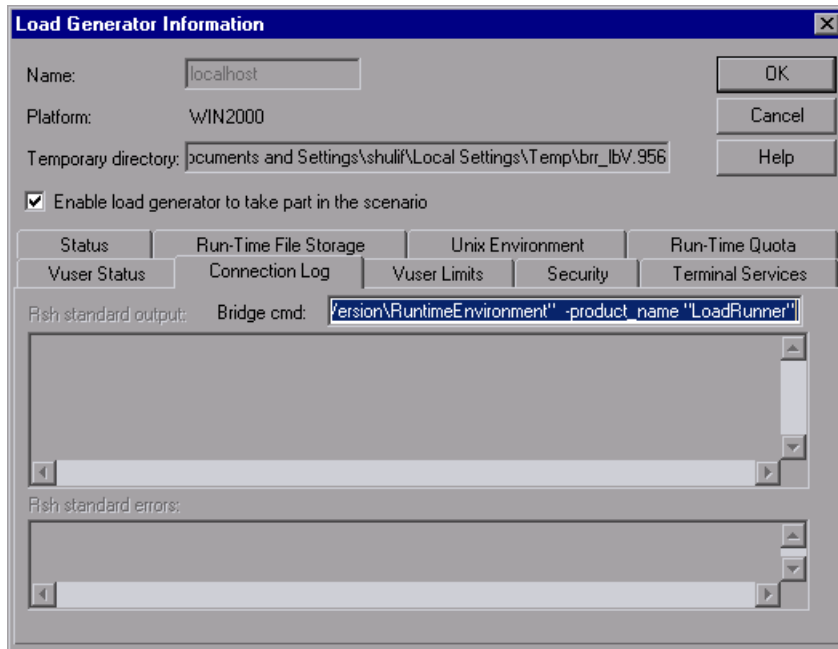 Load Generator Information
Name: localhost OK
Platform: WIN2000 Cancel
Temporary directory: ocuments and Settings\shulif\Local Settings\Temp\brr_lbV.956 Help
Enable load generator to take part in the scenario
Status Run-Time File Storage Unix Environment Run-Time Quota
Vuser Status Connection Log Vuser Limits Security Terminal Services
Rsh standard output: Bridge cmd: Version\RuntimeEnvironment" -product_name "LoadRunner"
Rsh standard errors: